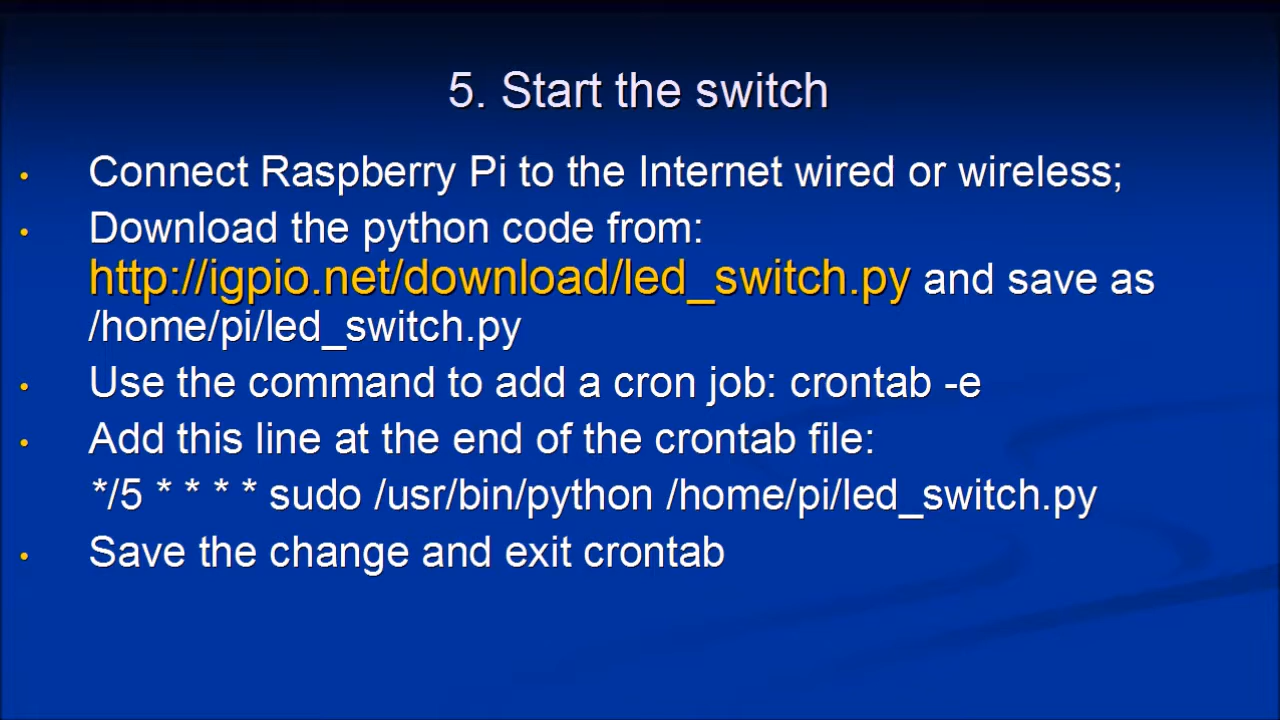 5. Start the switch
• Connect Raspberry Pi to the Internet wired or wireless;
• Download the python code from:
http://igpio.net/download/led_switch.py and save as
/home/pi/led_switch.py
• Use the command to add a cron job: crontab -e
• Add this line at the end of the crontab file:
*/5 * * * * sudo /usr/bin/python /home/pi/led_switch.py
• Save the change and exit crontab